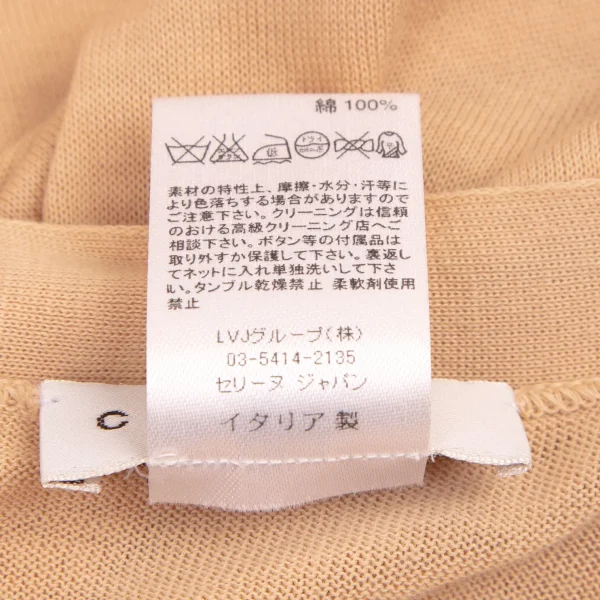 綿 100%
低 ドライ
素材の特性上、摩擦・水分・汗等に
より色落ちする場合がありますので
ご注意下さい。クリーニングは信頼
のおける高級クリーニング店へご
相談下さい。ボタン等の付属品は
取り外すか保護して下さい。裏返し
てネットに入れ単独洗いして下さ
い。タンブル乾燥禁止 柔軟剤使用
禁止
LVJグループ(株)
03-5414-2135
セリーヌ ジャパン
C
イタリア製